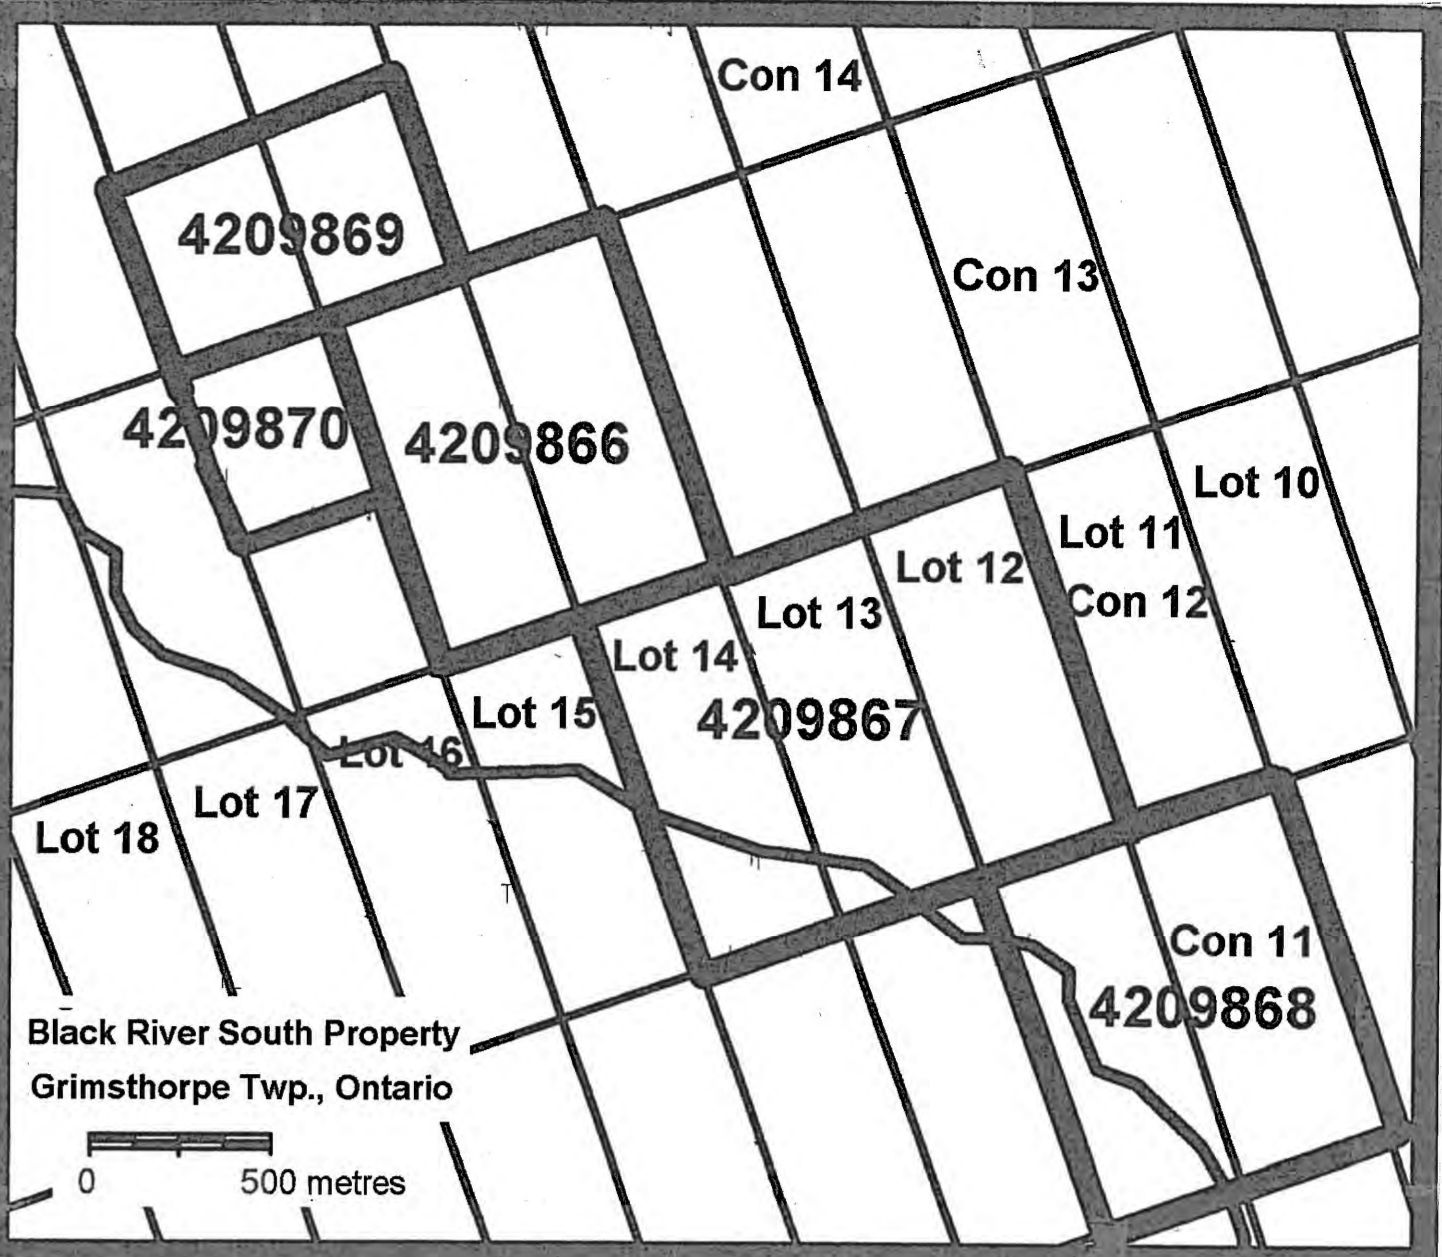 Con 14
4209869
Con 13
4209870
4209866
Lot 10
Lot 11
Lot 12
Con 12
Lot 13
Lot 14
Lot 15
4209867
Lot 16
Lot 17
Lot 18
Con 11
4209868
Black River South Property
Grimsthorpe Twp., Ontario
0 500 metres